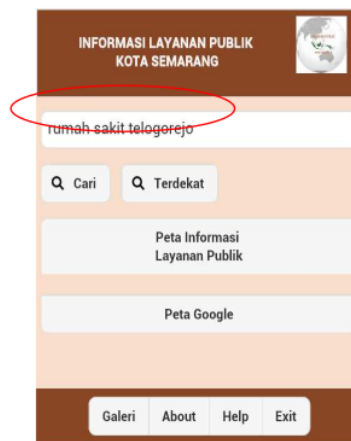 INFORMASI LAYANAN PUBLIK
KOTA SEMARANG
rumah sakit telogorejo
Cari
Terdekat
Peta Informasi
Layanan Publik
Peta Google
Galeri
About
Help
Exit